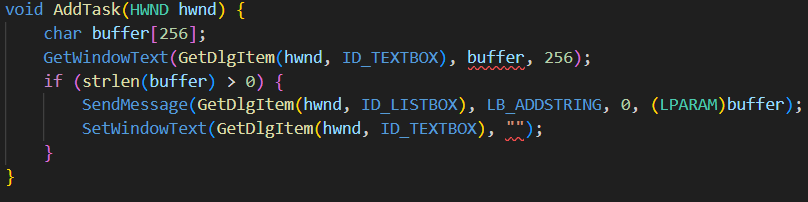 void AddTask(HWND hwnd) {
    char buffer[256];
    GetWindowText(GetDlgItem(hwnd, ID_TEXTBOX), buffer, 256);
    if (strlen(buffer) > 0) {
        SendMessage(GetDlgItem(hwnd, ID_LISTBOX), LB_ADDSTRING, 0, (LPARAM)buffer);
        SetWindowText(GetDlgItem(hwnd, ID_TEXTBOX), "");
    }
}